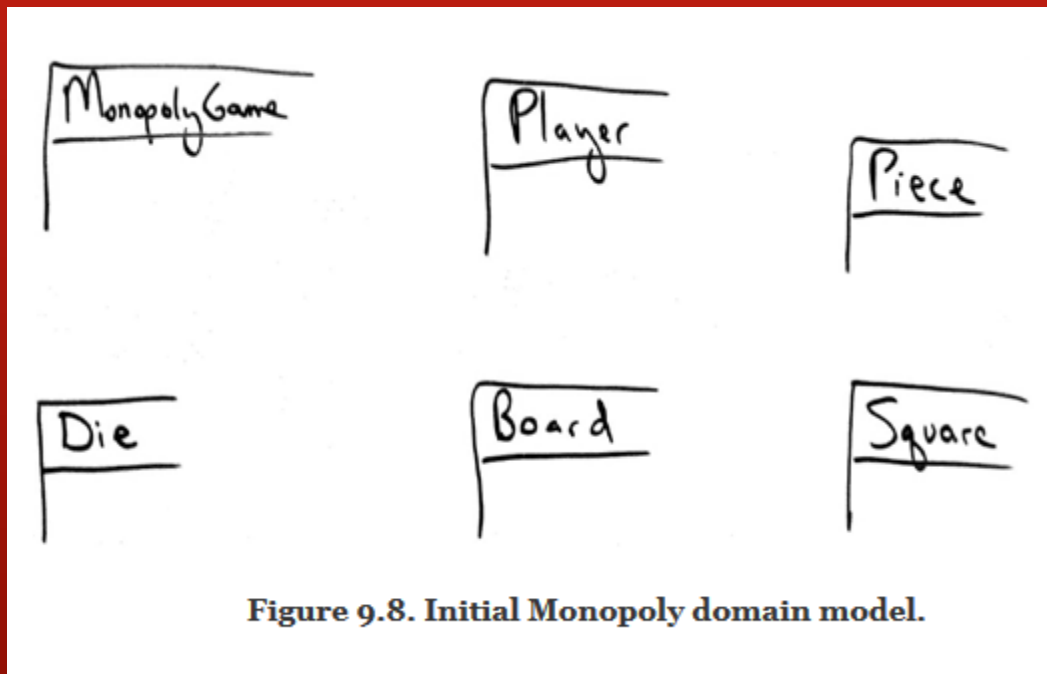 MonopolyGame
Player
Piece
Die
Board
Square
Figure 9.8. Initial Monopoly domain model.